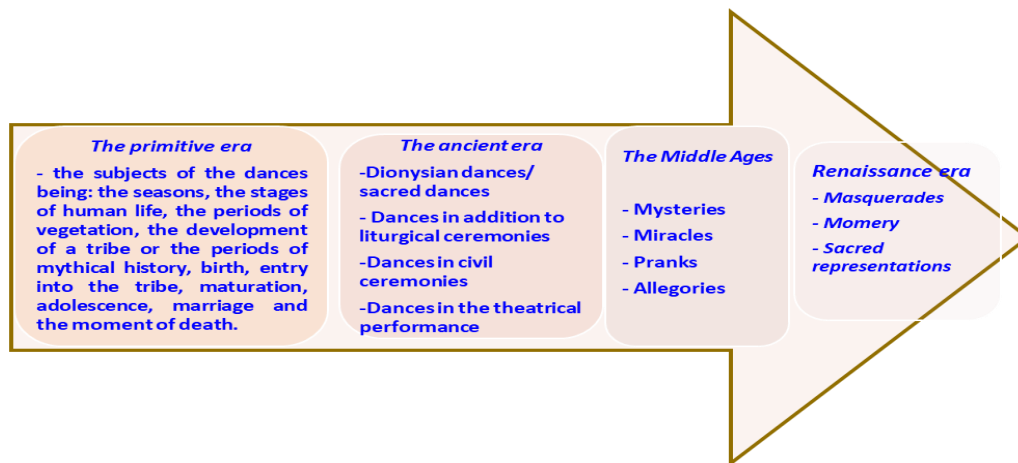 The primitive era
- the subjects of the dances
being: the seasons, the stages
of human life, the periods of
vegetation, the development
of a tribe or the periods of
mythical history, birth, entry
into the tribe, maturation,
adolescence, marriage and
the moment of death.
The ancient era
-Dionysian dances/
sacred dances
- Dances in addition to
liturgical ceremonies
-Dances in civil
ceremonies
-Dances in the theatrical
performance
The Middle Ages
- Mysteries
- Miracles
- Pranks
- Allegories
Renaissance era
- Masquerades
- Momery
- Sacred
representations